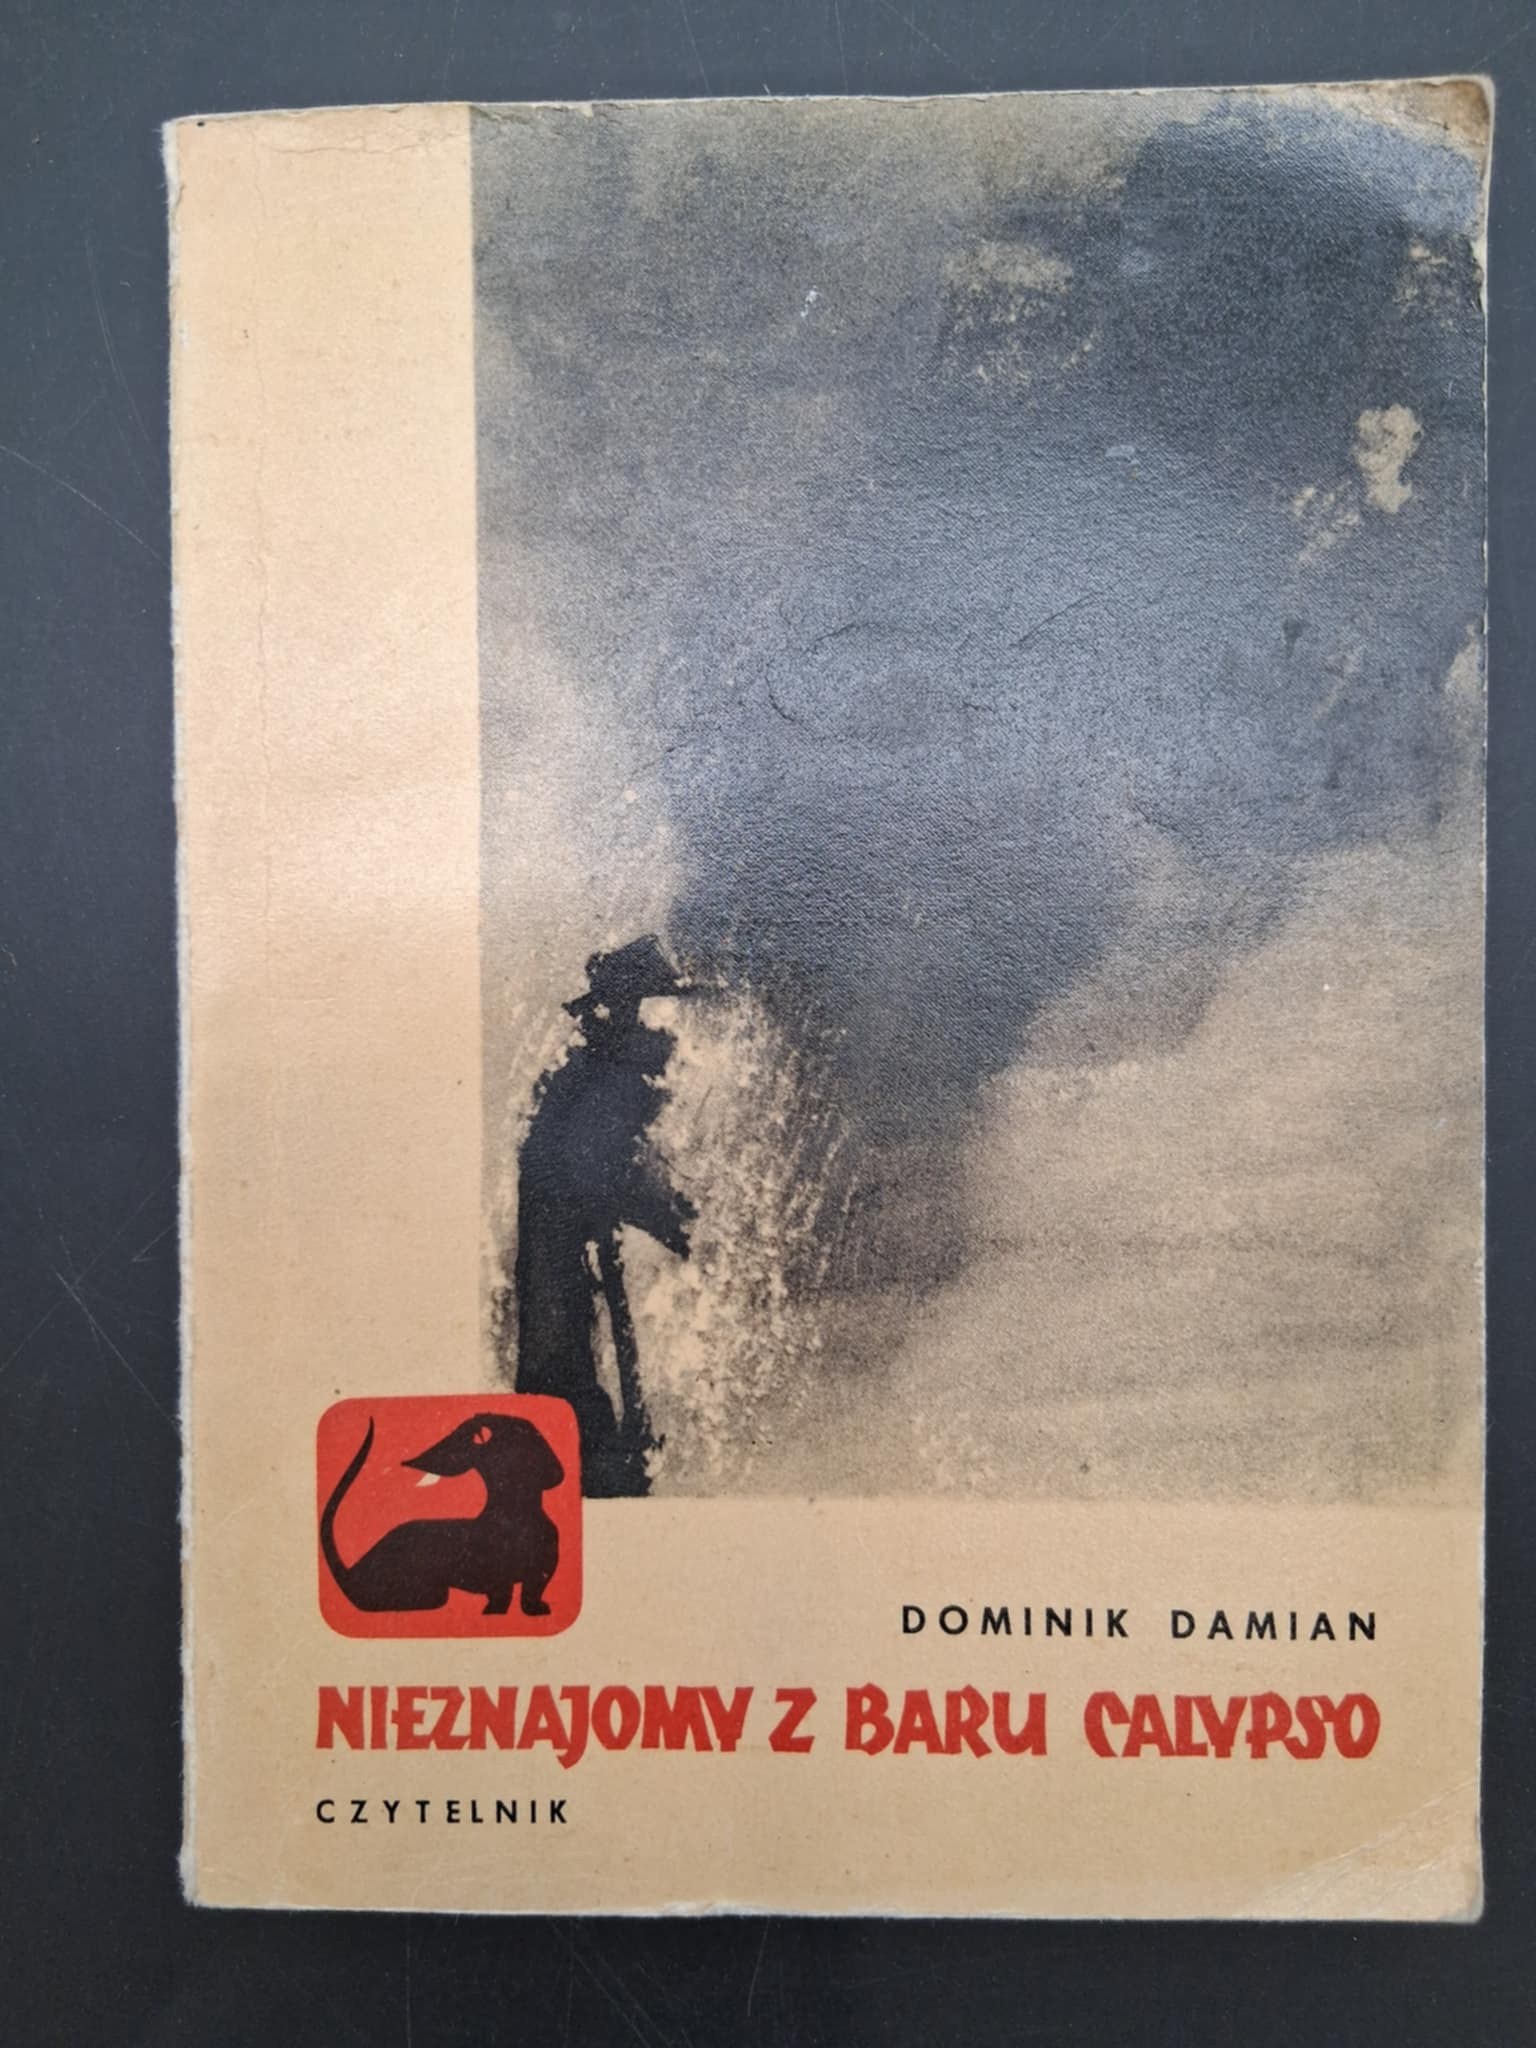 DOMINIK DAMIAN
NIEZNAJOMY Z BARU CALYPSO
CZYTELNIK